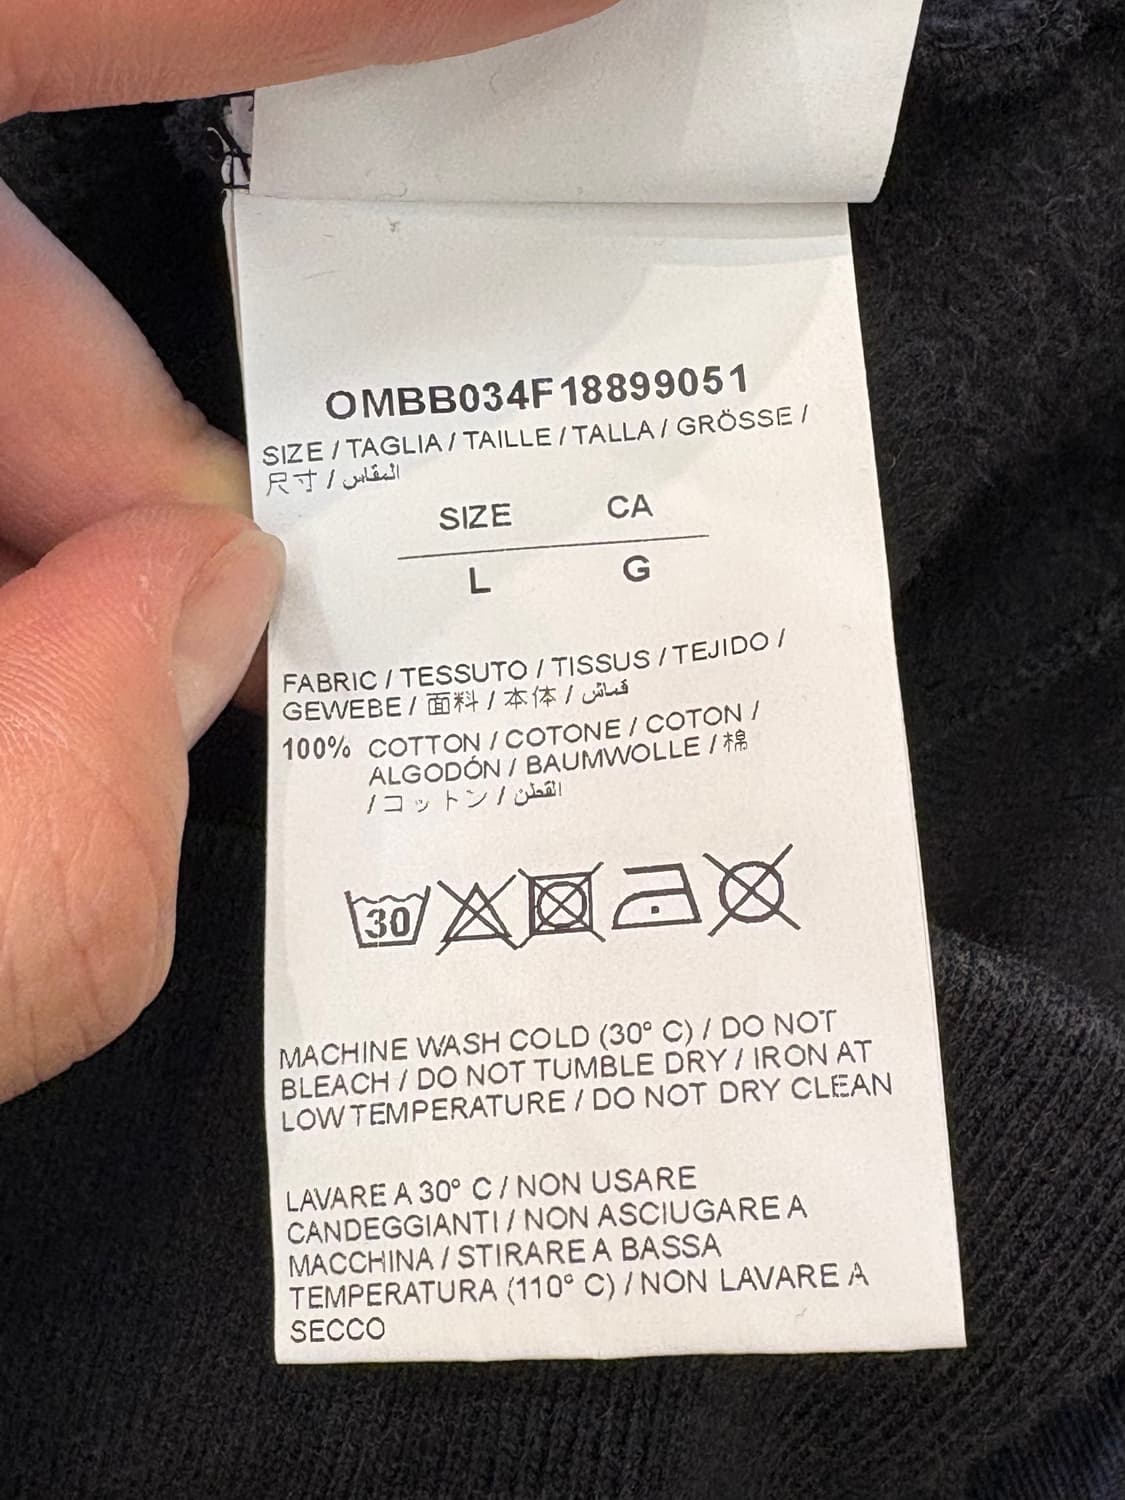 OMBB034F18899051
SIZE / TAGLIA / TAILLE / TALLA / GRÖSSE /
尺寸 / المقاس
SIZE CA
L G
FABRIC / TESSUTO / TISSUS / TEJIDO /
GEWEBE / 面料 / 本体 / قماش
100% COTTON / COTONE / COTON /
ALGODÓN / BAUMWOLLE / 棉
/ コットン / القطن
30
MACHINE WASH COLD (30° C) / DO NOT
BLEACH / DO NOT TUMBLE DRY / IRON AT
LOW TEMPERATURE / DO NOT DRY CLEAN
LAVARE A 30° C / NON USARE
CANDEGGIANTI / NON ASCIUGARE A
MACCHINA / STIRARE A BASSA
TEMPERATURA (110° C) / NON LAVARE A
SECCO